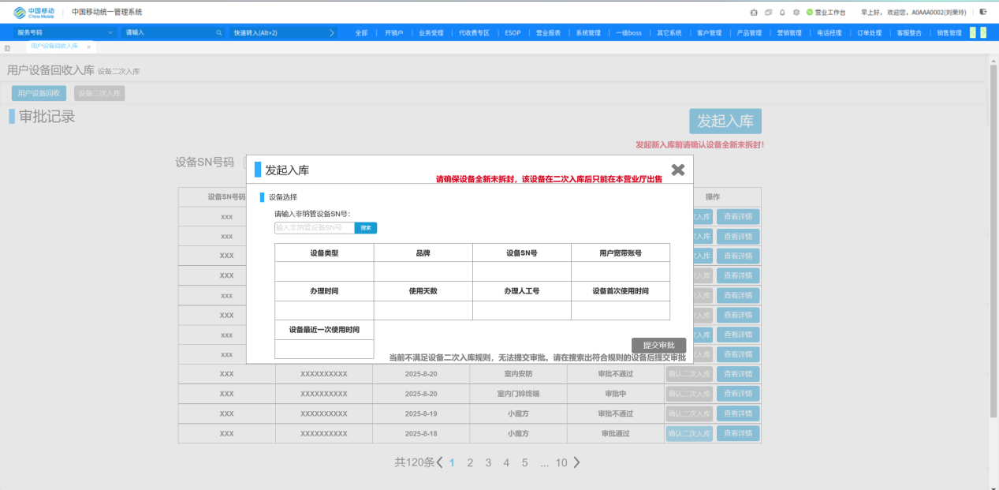 中国移动 China Mobile 中国移动统一管理系统 营业工作台 早上好，欢迎您，A0AAA0002(刘荣玲)
服务号码 请输入 快速转入(Alt+2) 全部 开销户 业务受理 代收费专区 ESOP 营业报表 系统管理 一级boss 其它系统 客户管理 产品管理 营销管理 电话经理 订单处理 客服整合 销售管理
用户设备回收入库 x
用户设备回收入库 设备二次入库
用户设备回收 设备二次入库
审批记录 发起入库
发起新入库前请确认设备全新未拆封！
设备SN号码
发起入库
请确保设备全新未拆封，该设备在二次入库后只能在本营业厅出售
设备选择
请输入非纳管设备SN号：
输入非纳管设备SN号 搜索
设备类型 品牌 设备SN号 用户宽带账号
办理时间 使用天数 办理人工号 设备首次使用时间
设备最近一次使用时间
提交审批
当前不满足设备二次入库规则，无法提交审批。请在搜索出符合规则的设备后提交审批
设备SN号码 操作
xxx 次入库 查看详情
xxx 次入库 查看详情
XXX 次入库 查看详情
XXX 次入库 查看详情
xxx 次入库 查看详情
XXX 次入库 查看详情
xxx 次入库 查看详情
xxx 次入库 查看详情
XXX XXXXXXXXXX 2025-8-20 室内安防 审批不通过 确认二次入库 查看详情
XXX XXXXXXXXXX 2025-8-20 室内门铃终端 审批中 确认二次入库 查看详情
XXX XXXXXXXXXX 2025-8-19 小魔方 审批不通过 确认二次入库 查看详情
XXX XXXXXXXXXX 2025-8-18 小魔方 审批通过 确认二次入库 查看详情
共120条 1 2 3 4 5 ... 10